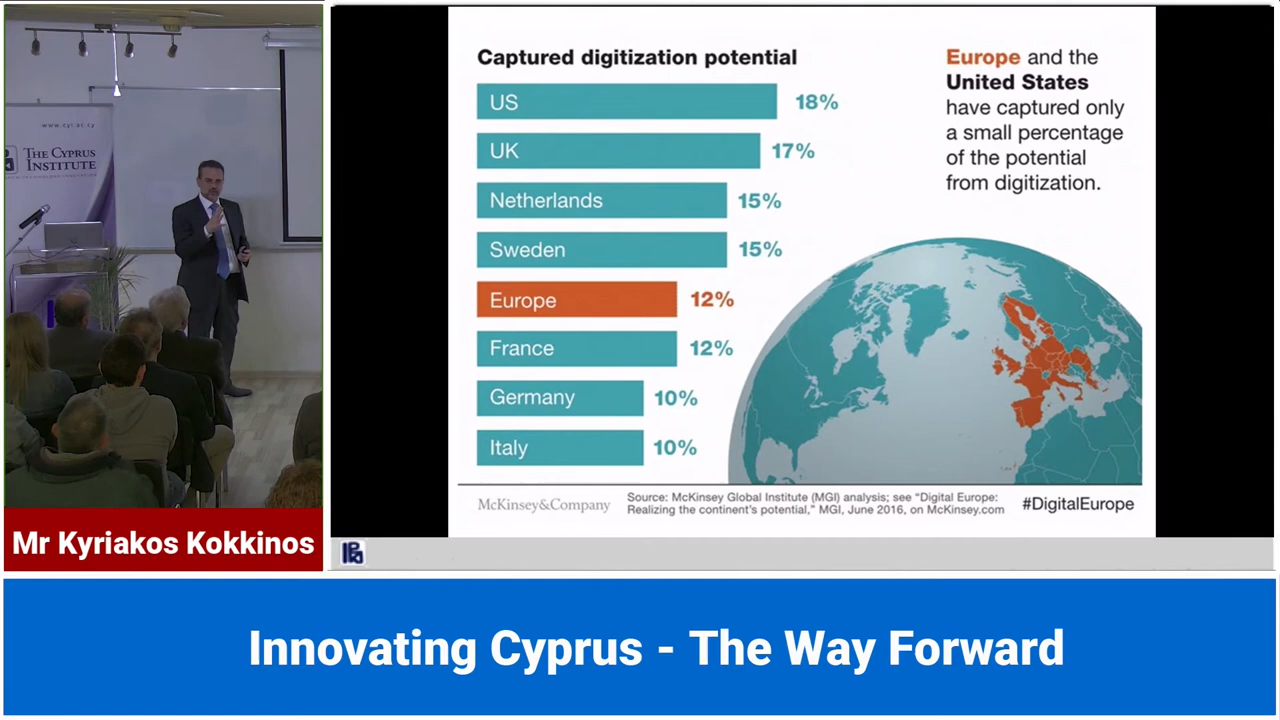 www.cyi.ac.cy
THE CYPRUS
INSTITUTE
Mr Kyriakos Kokkinos
Captured digitization potential
US 18%
UK 17%
Netherlands 15%
Sweden 15%
Europe 12%
France 12%
Germany 10%
Italy 10%
Europe and the
United States
have captured only
a small percentage
of the potential
from digitization.
McKinsey&Company
Source: McKinsey Global Institute (MGI) analysis; see “Digital Europe:
Realizing the continent’s potential,” MGI, June 2016, on McKinsey.com
#DigitalEurope
Innovating Cyprus - The Way Forward